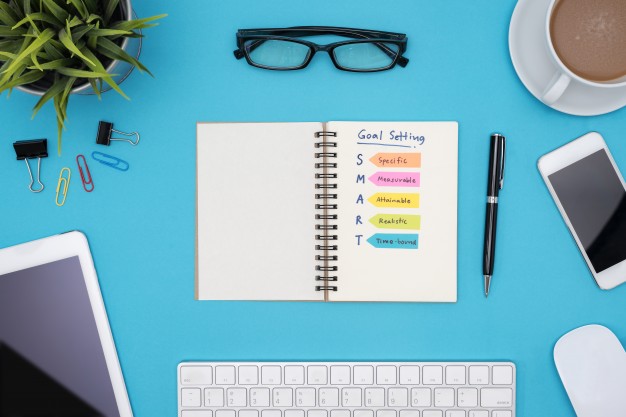 Goal Setting
S Specific
M Measurable
A Attainable
R Realistic
T Time-bound